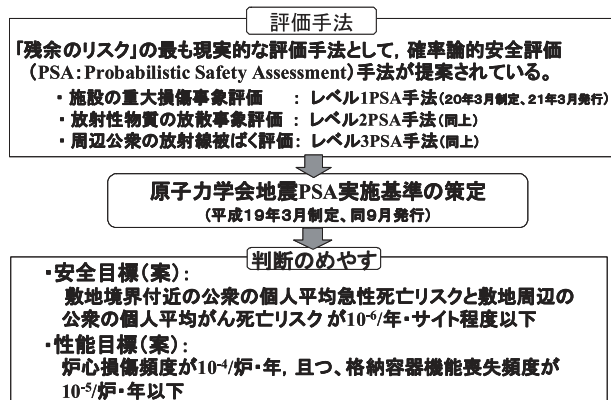 評価手法
「残余のリスク」の最も現実的な評価手法として，確率論的安全評価
（PSA：Probabilistic Safety Assessment）手法が提案されている。
・施設の重大損傷事象評価　：レベル1PSA手法（20年3月制定、21年3月発行）
・放射性物質の放散事象評価：レベル2PSA手法（同上）
・周辺公衆の放射線被ばく評価：レベル3PSA手法（同上）
原子力学会地震PSA実施基準の策定
（平成19年3月制定、同9月発行）
判断のめやす
・安全目標（案）：
敷地境界付近の公衆の個人平均急性死亡リスクと敷地周辺の
公衆の個人平均がん死亡リスク が10⁻⁶/年・サイト程度以下
・性能目標（案）：
炉心損傷頻度が10⁻⁴/炉・年，且つ、格納容器機能喪失頻度が
10⁻⁵/炉・年以下